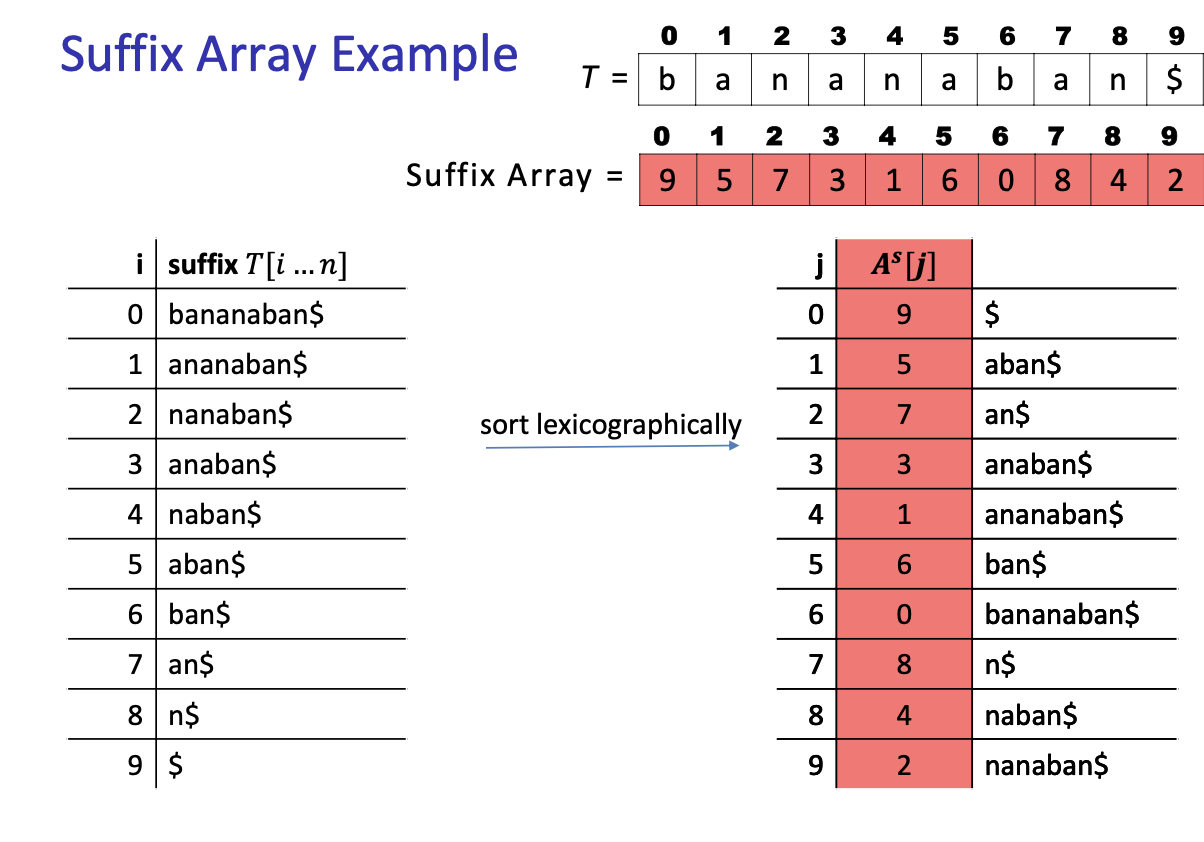 Suffix Array Example
0 1 2 3 4 5 6 7 8 9
T = b a n a n a b a n $
0 1 2 3 4 5 6 7 8 9
Suffix Array = 9 5 7 3 1 6 0 8 4 2
i suffix T[i … n]
0 bananaban$
1 ananaban$
2 nanaban$
3 anaban$
4 naban$
5 aban$
6 ban$
7 an$
8 n$
9 $
sort lexicographically
j Aˢ[j]
0 9 $
1 5 aban$
2 7 an$
3 3 anaban$
4 1 ananaban$
5 6 ban$
6 0 bananaban$
7 8 n$
8 4 naban$
9 2 nanaban$